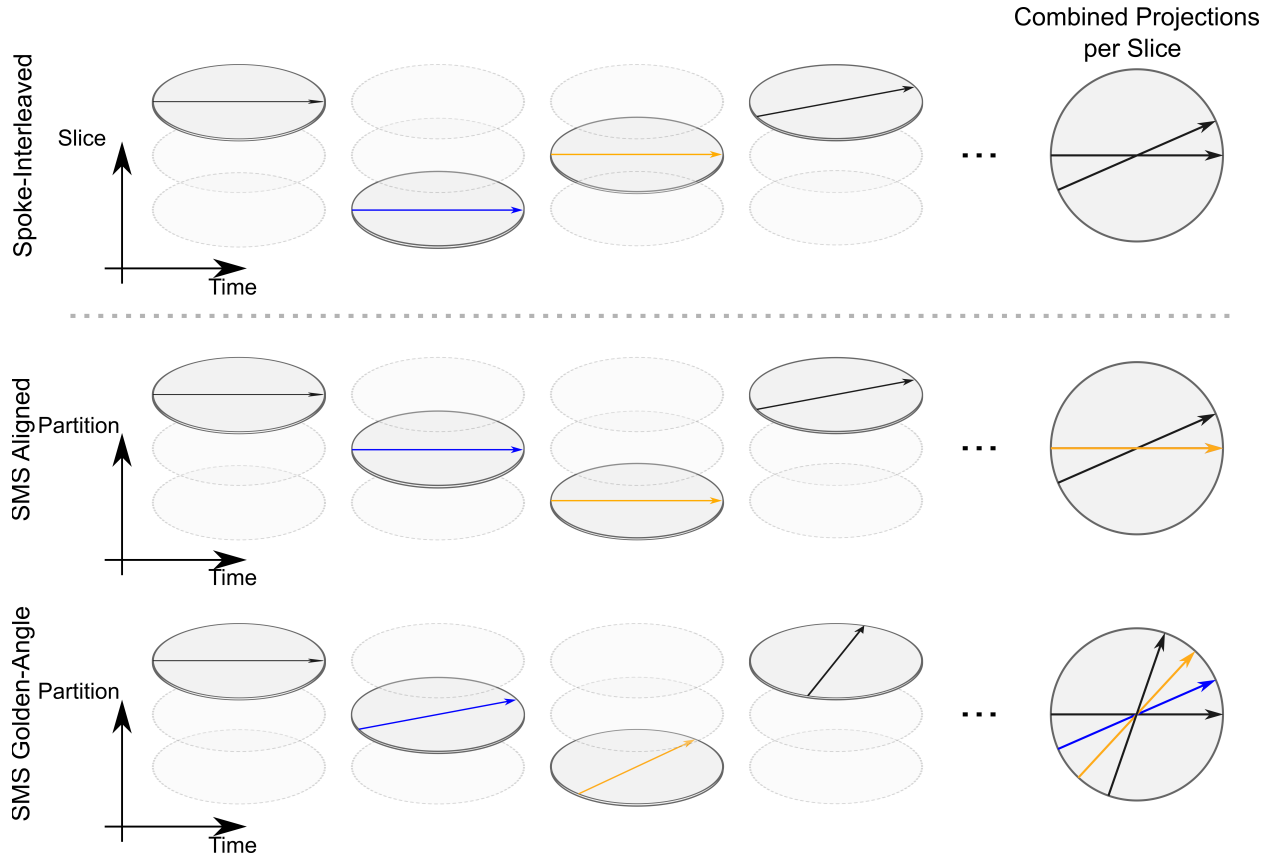 Combined Projections
per Slice
Spoke-Interleaved
Slice
Time
...
SMS Aligned
Partition
Time
...
SMS Golden-Angle
Partition
Time
...